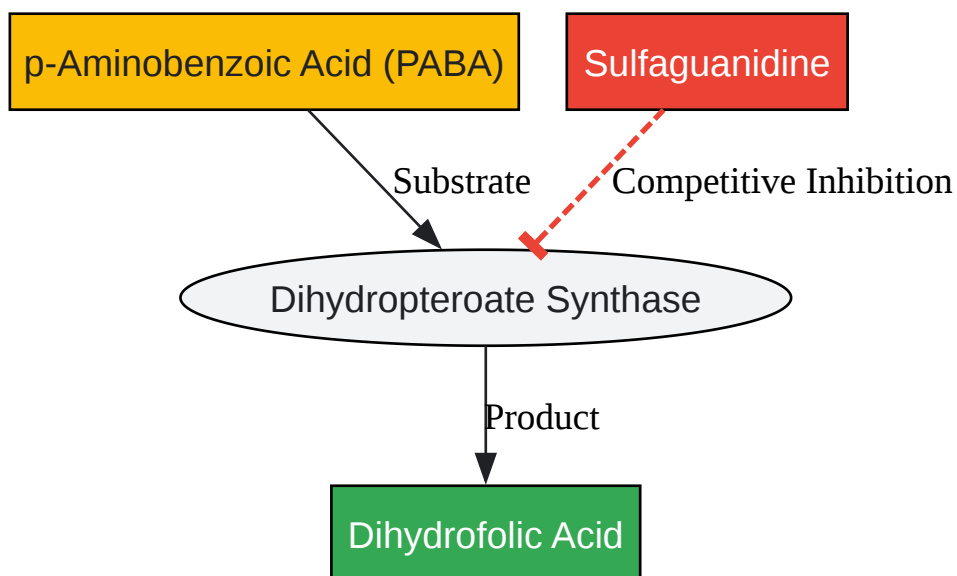 p-Aminobenzoic Acid (PABA)
Sulfaguanidine
Substrate
Competitive Inhibition
Dihydropteroate Synthase
Product
Dihydrofolic Acid